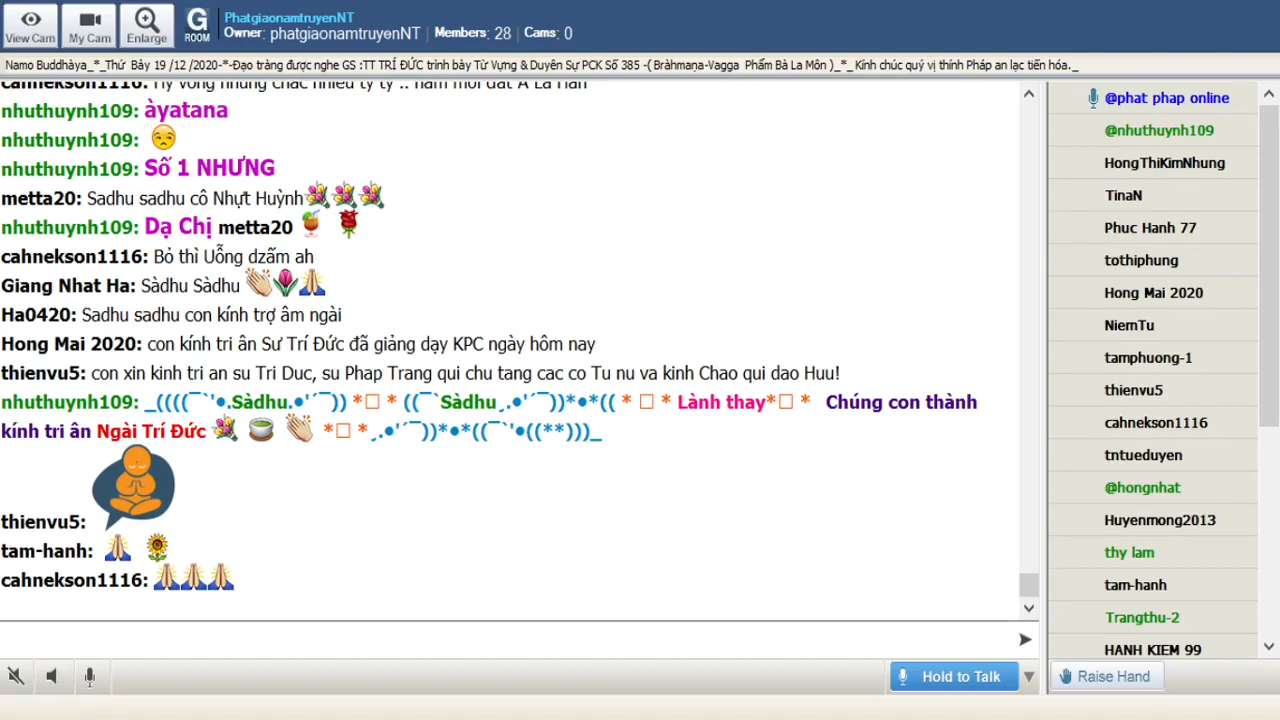 View Cam
My Cam
Enlarge
G
ROOM
PhatgiaonamtruyenNT
Owner: phatgiaonamtruyenNT | Members: 28 | Cams: 0
Namo Buddhàya_*_Thứ Bảy 19 /12 /2020-*-Đạo tràng được nghe GS :TT TRÍ ĐỨC trình bày Từ Vựng & Duyên Sự PCK Số 385 -( Bràhmaṇa-Vagga Phẩm Bà La Môn )_*_ Kính chúc quý vị thính Pháp an lạc tiến hóa._
nhuthuynh109: àyatana
nhuthuynh109:
nhuthuynh109: Số 1 NHƯNG
metta20: Sadhu sadhu cô Nhựt Huỳnh
nhuthuynh109: Dạ Chị metta20
cahnekson1116: Bỏ thì Uỗng dzấm ah
Giang Nhat Ha: Sàdhu Sàdhu
Ha0420: Sadhu sadhu con kính trợ âm ngài
Hong Mai 2020: con kính tri ân Sư Trí Đức đã giảng dạy KPC ngày hôm nay
thienvu5: con xin kinh tri an su Tri Duc, su Phap Trang qui chu tang cac co Tu nu va kinh Chao qui dao Huu!
nhuthuynh109: _((((¯`'•.Sàdhu.•'´¯)) *□ * ((¯`Sàdhu¸.•'´¯))*•*(( * □ * Lành thay*□ * Chúng con thành
kính tri ân Ngài Trí Đức *□ *¸.•'´¯))*•*((¯`'•((**)))_
thienvu5:
tam-hanh:
cahnekson1116:
Hold to Talk
@phat phap online
@nhuthuynh109
HongThiKimNhung
TinaN
Phuc Hanh 77
tothiphung
Hong Mai 2020
NiemTu
tamphuong-1
thienvu5
cahnekson1116
tntueduyen
@hongnhat
Huyenmong2013
thy lam
tam-hanh
Trangthu-2
HANH KIEM 99
Raise Hand